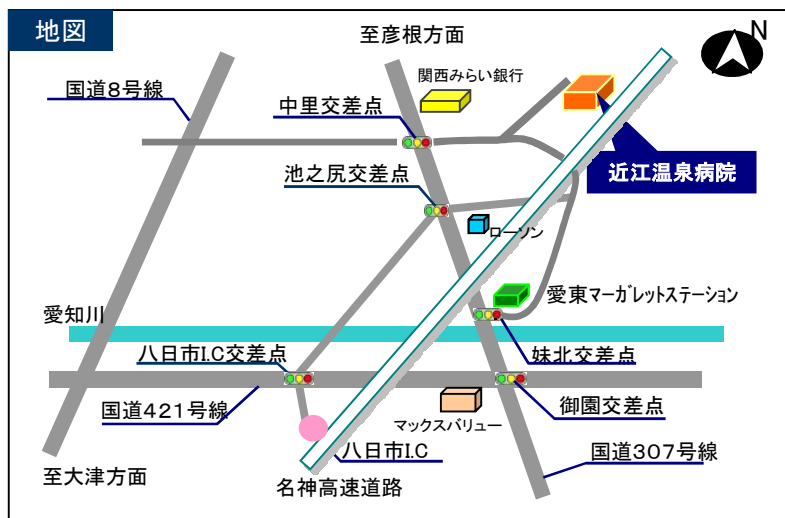 地図
至彦根方面
N
関西みらい銀行
国道8号線
中里交差点
近江温泉病院
池之尻交差点
ローソン
愛東マーガレットステーション
愛知川
八日市I.C交差点
妹北交差点
国道421号線
マックスバリュー
御園交差点
八日市I.C
国道307号線
至大津方面
名神高速道路